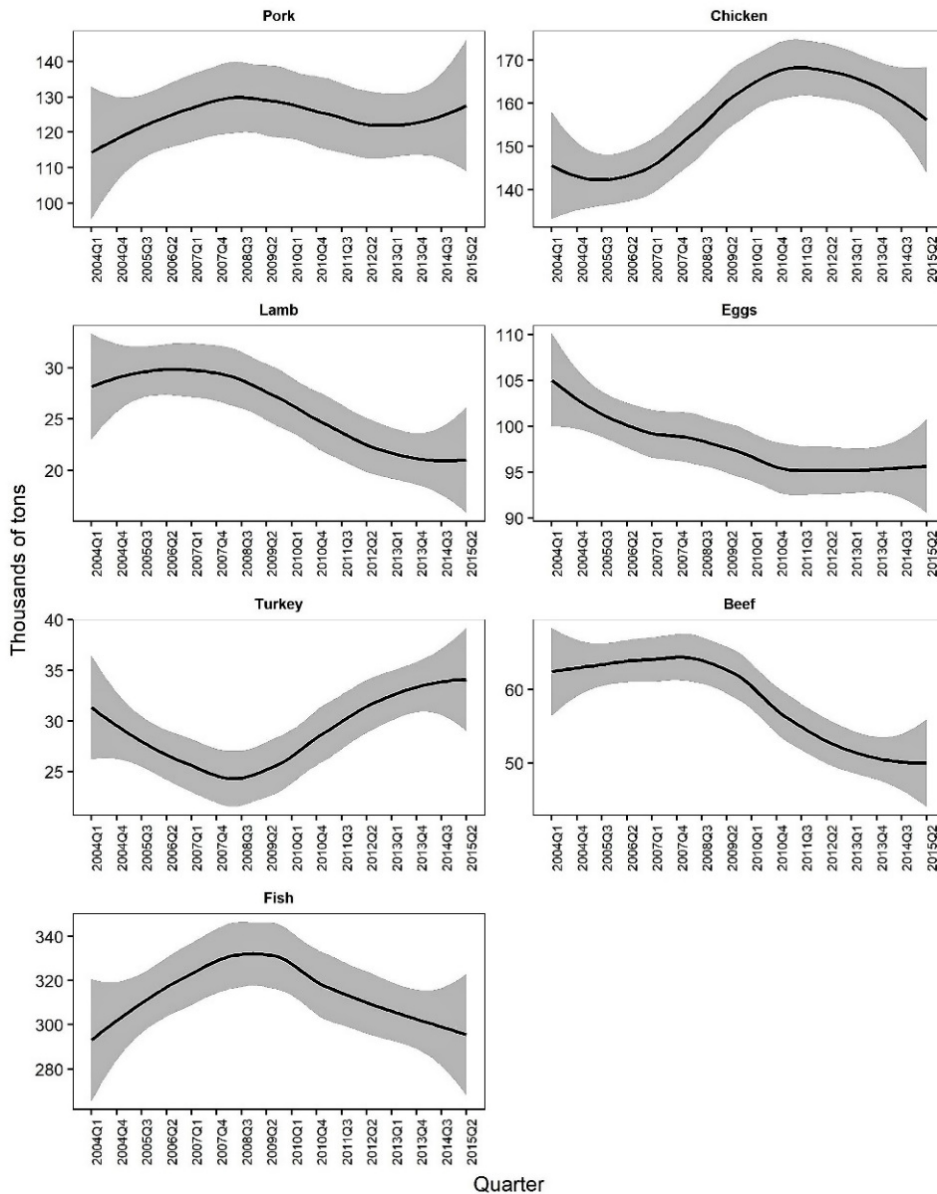 Pork
140
130
120
110
100
2004Q1 2004Q4 2005Q3 2006Q2 2007Q1 2007Q4 2008Q3 2009Q2 2010Q1 2010Q4 2011Q3 2012Q2 2013Q1 2013Q4 2014Q3 2015Q2
Chicken
170
160
150
140
2004Q1 2004Q4 2005Q3 2006Q2 2007Q1 2007Q4 2008Q3 2009Q2 2010Q1 2010Q4 2011Q3 2012Q2 2013Q1 2013Q4 2014Q3 2015Q2
Lamb
30
25
20
2004Q1 2004Q4 2005Q3 2006Q2 2007Q1 2007Q4 2008Q3 2009Q2 2010Q1 2010Q4 2011Q3 2012Q2 2013Q1 2013Q4 2014Q3 2015Q2
Eggs
110
105
100
95
90
2004Q1 2004Q4 2005Q3 2006Q2 2007Q1 2007Q4 2008Q3 2009Q2 2010Q1 2010Q4 2011Q3 2012Q2 2013Q1 2013Q4 2014Q3 2015Q2
Thousands of tons
Turkey
40
35
30
25
2004Q1 2004Q4 2005Q3 2006Q2 2007Q1 2007Q4 2008Q3 2009Q2 2010Q1 2010Q4 2011Q3 2012Q2 2013Q1 2013Q4 2014Q3 2015Q2
Beef
60
50
2004Q1 2004Q4 2005Q3 2006Q2 2007Q1 2007Q4 2008Q3 2009Q2 2010Q1 2010Q4 2011Q3 2012Q2 2013Q1 2013Q4 2014Q3 2015Q2
Fish
340
320
300
280
2004Q1 2004Q4 2005Q3 2006Q2 2007Q1 2007Q4 2008Q3 2009Q2 2010Q1 2010Q4 2011Q3 2012Q2 2013Q1 2013Q4 2014Q3 2015Q2
Quarter